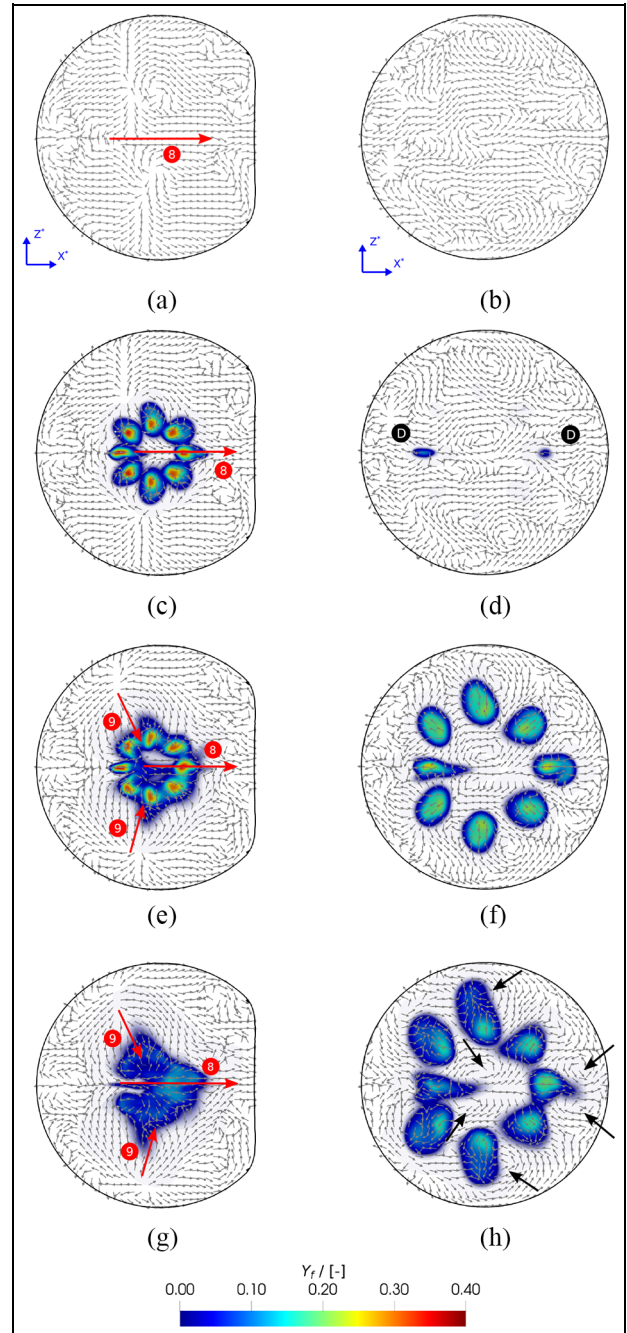 8
Z*
X*
Z*
X*
(a)
(b)
D
D
8
(c)
(d)
9
8
9
(e)
(f)
9
8
9
(g)
(h)
Y_f / [-]
0.00 0.10 0.20 0.30 0.40